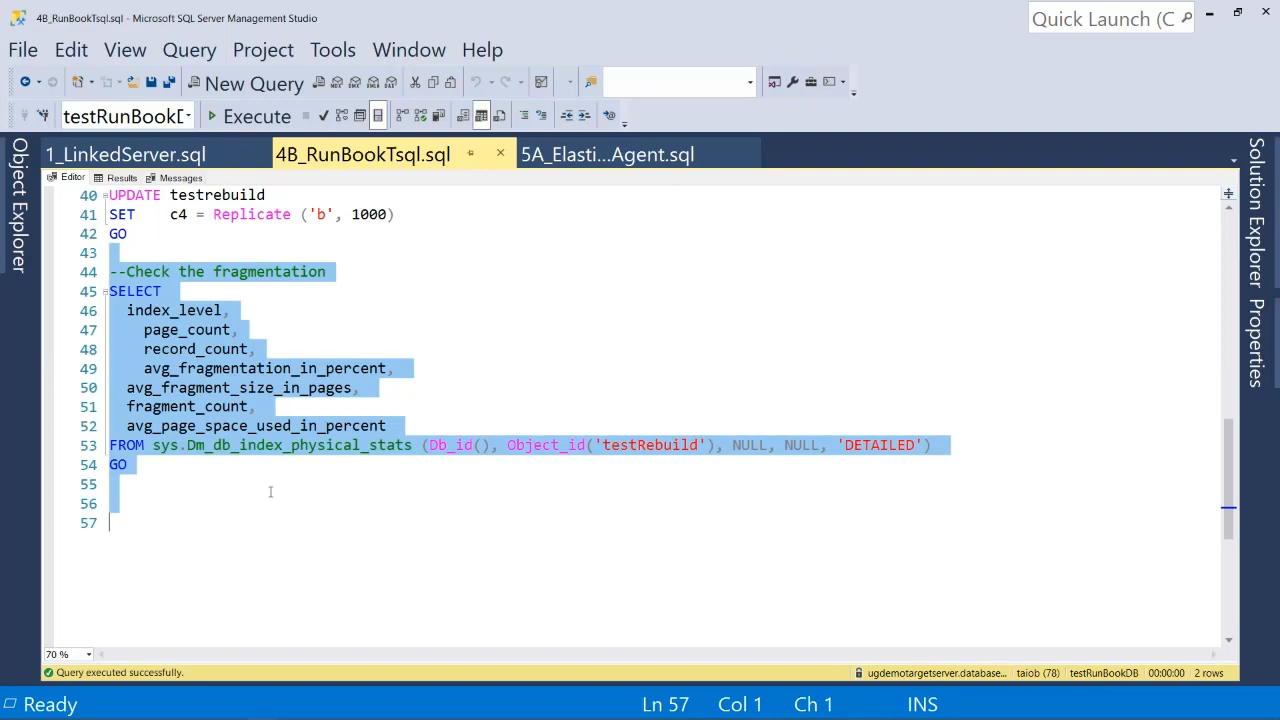 4B_RunBookTsql.sql - Microsoft SQL Server Management Studio
Quick Launch (C
File Edit View Query Project Tools Window Help
New Query
testRunBook[
Execute
1_LinkedServer.sql 4B_RunBookTsql.sql 5A_Elasti...Agent.sql
Object Explorer
Solution Explorer
Properties
Editor Results Messages
40 UPDATE testrebuild
41 SET c4 = Replicate ('b', 1000)
42 GO
43
44 --Check the fragmentation
45 SELECT
46 index_level,
47 page_count,
48 record_count,
49 avg_fragmentation_in_percent,
50 avg_fragment_size_in_pages,
51 fragment_count,
52 avg_page_space_used_in_percent
53 FROM sys.Dm_db_index_physical_stats (Db_id(), Object_id('testRebuild'), NULL, NULL, 'DETAILED')
54 GO
55
56
57
70 %
Query executed successfully. ugdemotargetserver.database... taiob (78) testRunBookDB 00:00:00 2 rows
Ready Ln 57 Col 1 Ch 1 INS